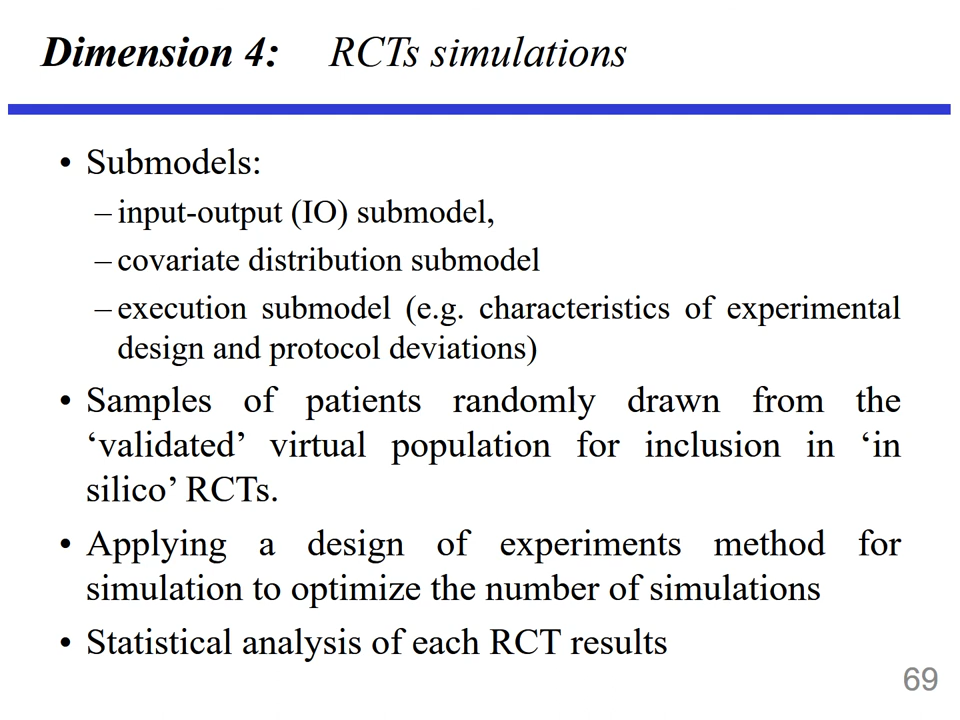 Dimension 4: RCTs simulations
• Submodels:
– input-output (IO) submodel,
– covariate distribution submodel
– execution submodel (e.g. characteristics of experimental
design and protocol deviations)
• Samples of patients randomly drawn from the
‘validated’ virtual population for inclusion in ‘in
silico’ RCTs.
• Applying a design of experiments method for
simulation to optimize the number of simulations
• Statistical analysis of each RCT results
69